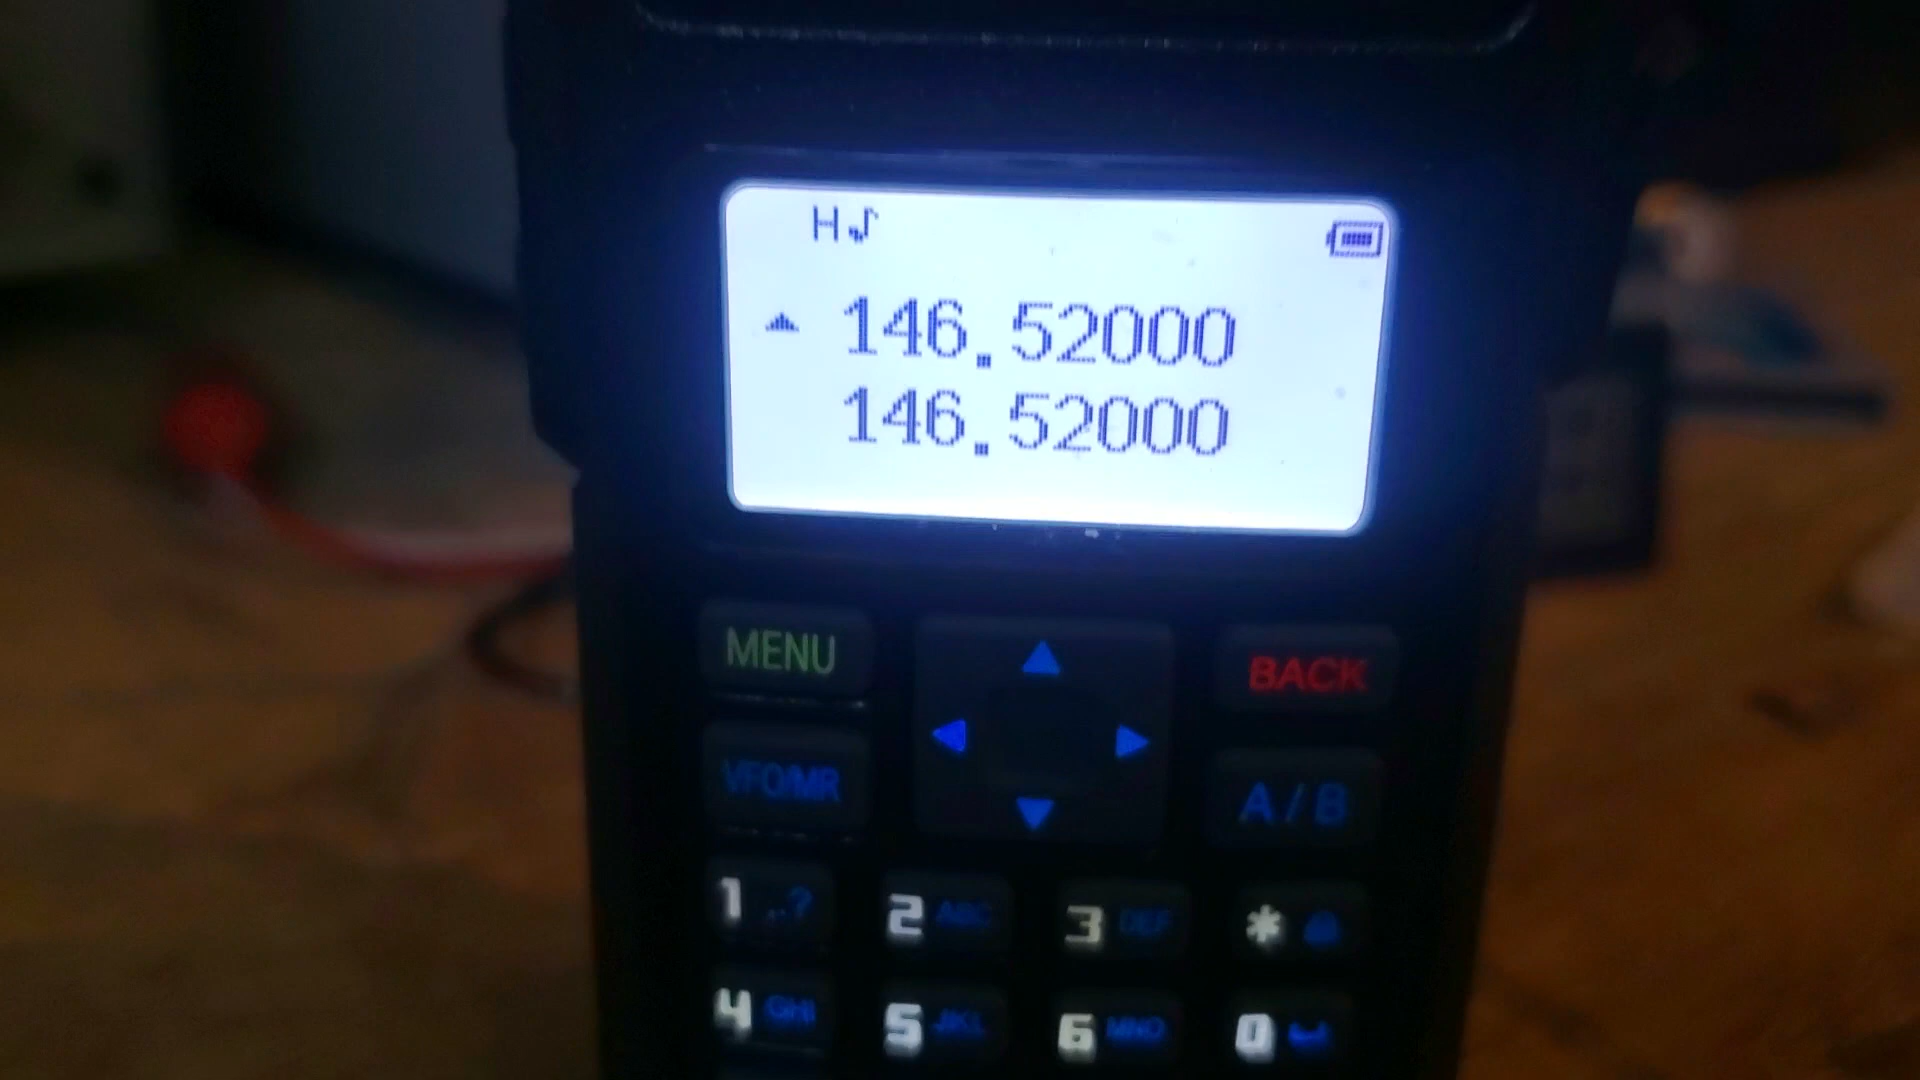 H
146.52000
146.52000
MENU
BACK
VFO/MR
A / B
1 ..?
2 ABC
3 DEF
*
4 GHI
5 JKL
6 MNO
0